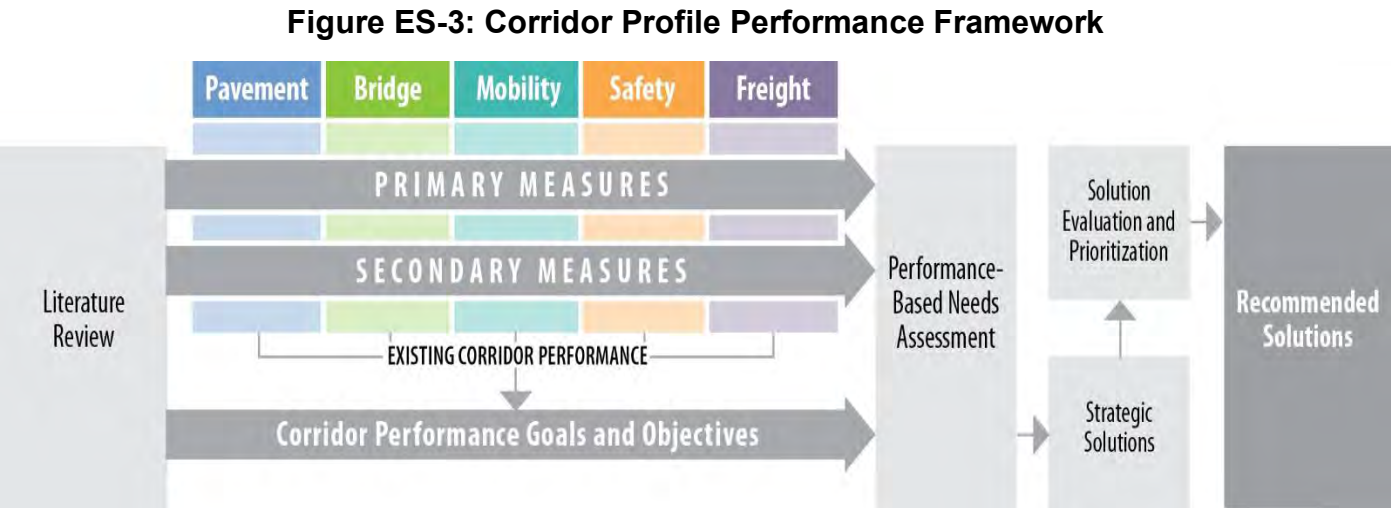 Figure ES-3: Corridor Profile Performance Framework
Pavement
Bridge
Mobility
Safety
Freight
Literature
Review
PRIMARY MEASURES
SECONDARY MEASURES
EXISTING CORRIDOR PERFORMANCE
Corridor Performance Goals and Objectives
Performance-
Based Needs
Assessment
Strategic
Solutions
Solution
Evaluation and
Prioritization
Recommended
Solutions